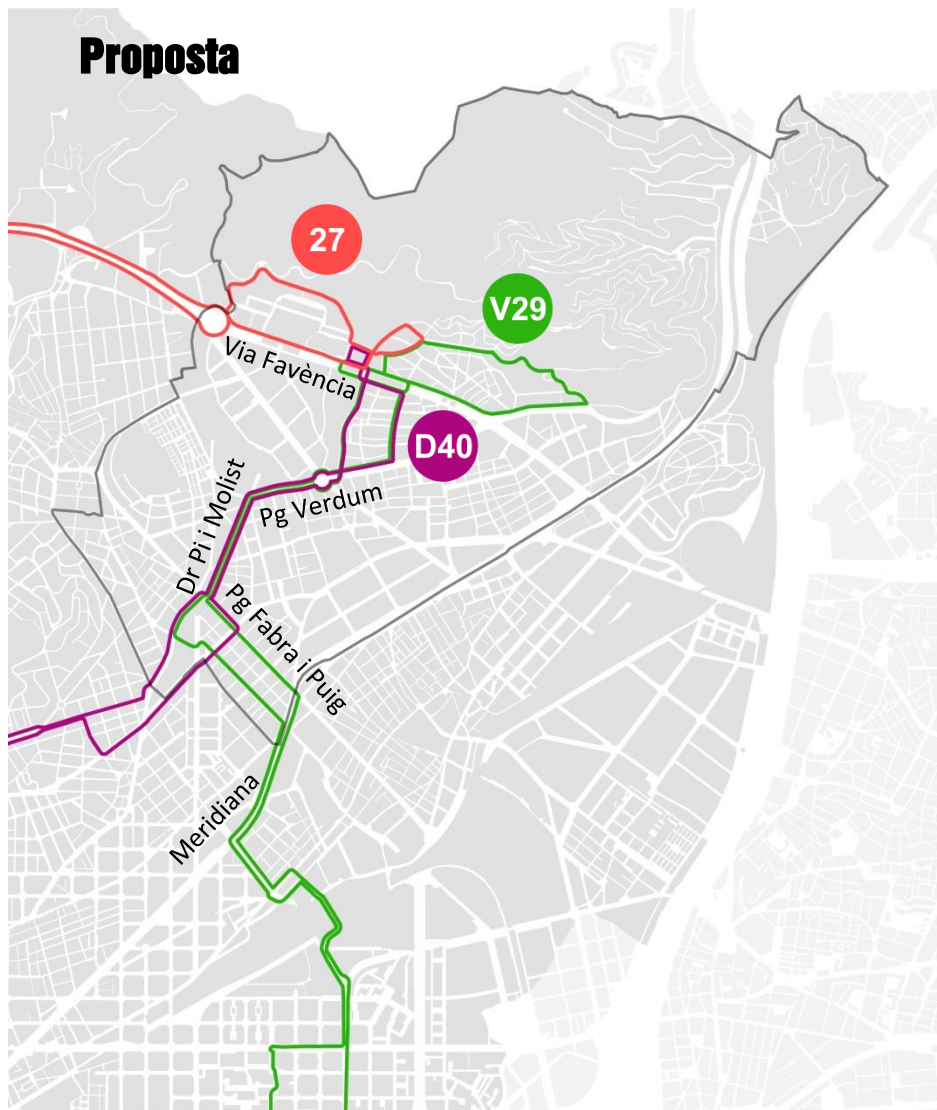 Proposta
27
V29
Via Favència
D40
Pg Verdum
Dr Pi i Molist
Pg Fabra i Puig
Meridiana